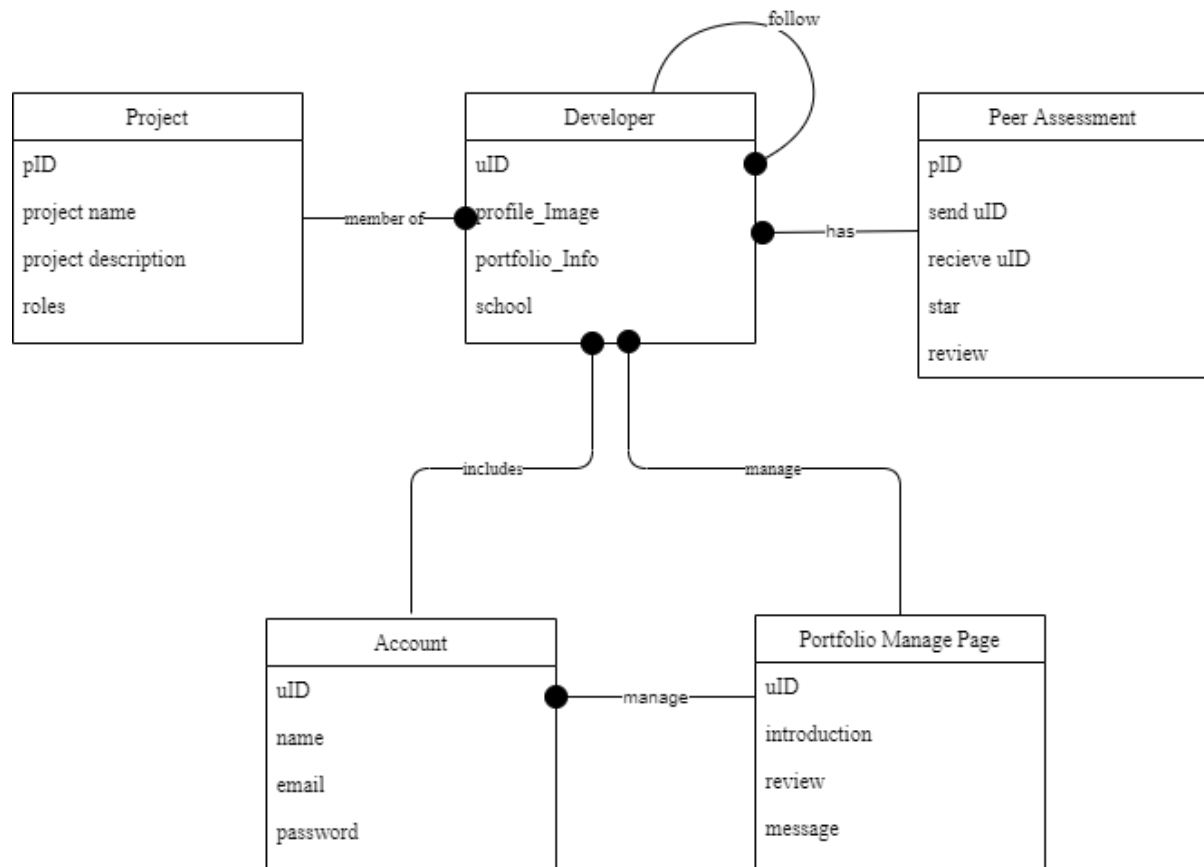 follow
Project
pID
project name
project description
roles
member of
Developer
uID
profile_Image
portfolio_Info
school
has
Peer Assessment
pID
send uID
recieve uID
star
review
includes
manage
Account
uID
name
email
password
manage
Portfolio Manage Page
uID
introduction
review
message